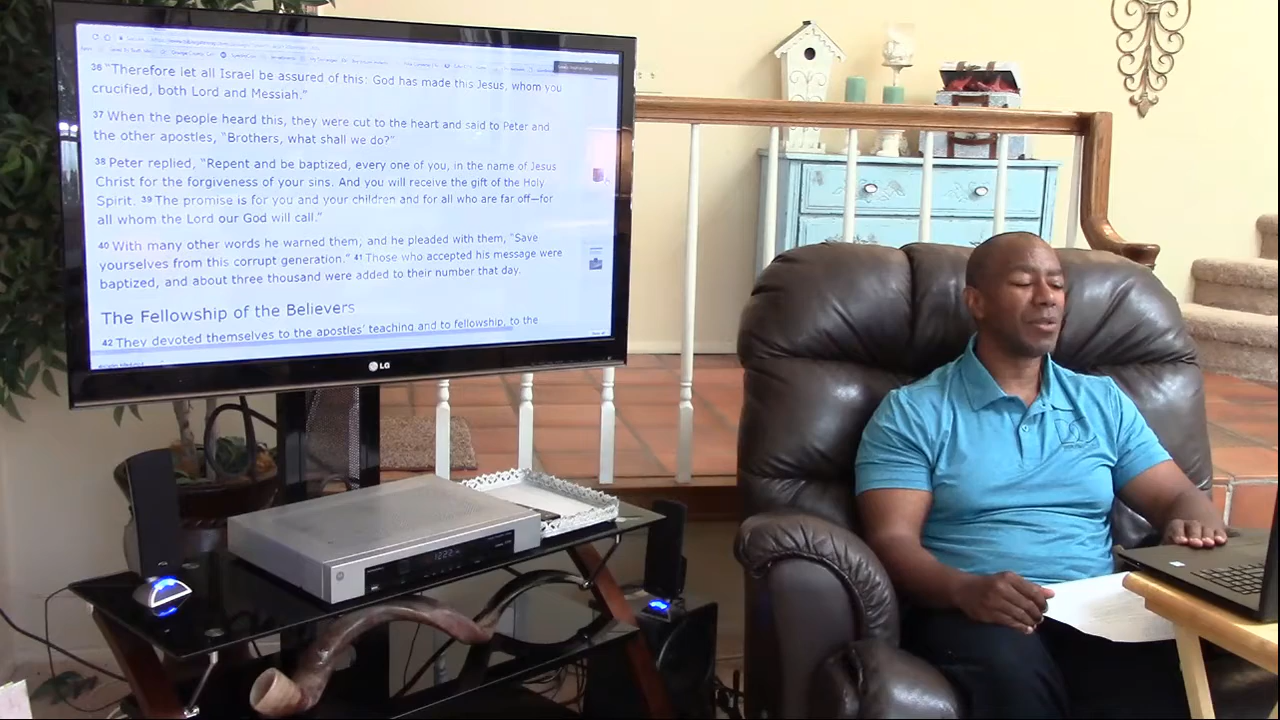 36 "Therefore let all Israel be assured of this: God has made this Jesus, whom you
crucified, both Lord and Messiah."
37 When the people heard this, they were cut to the heart and said to Peter and
the other apostles, "Brothers, what shall we do?"
38 Peter replied, "Repent and be baptized, every one of you, in the name of Jesus
Christ for the forgiveness of your sins. And you will receive the gift of the Holy
Spirit. 39 The promise is for you and your children and for all who are far off—for
all whom the Lord our God will call."
40 With many other words he warned them; and he pleaded with them, "Save
yourselves from this corrupt generation." 41 Those who accepted his message were
baptized, and about three thousand were added to their number that day.
The Fellowship of the Believers
42 They devoted themselves to the apostles' teaching and to fellowship, to the
LG